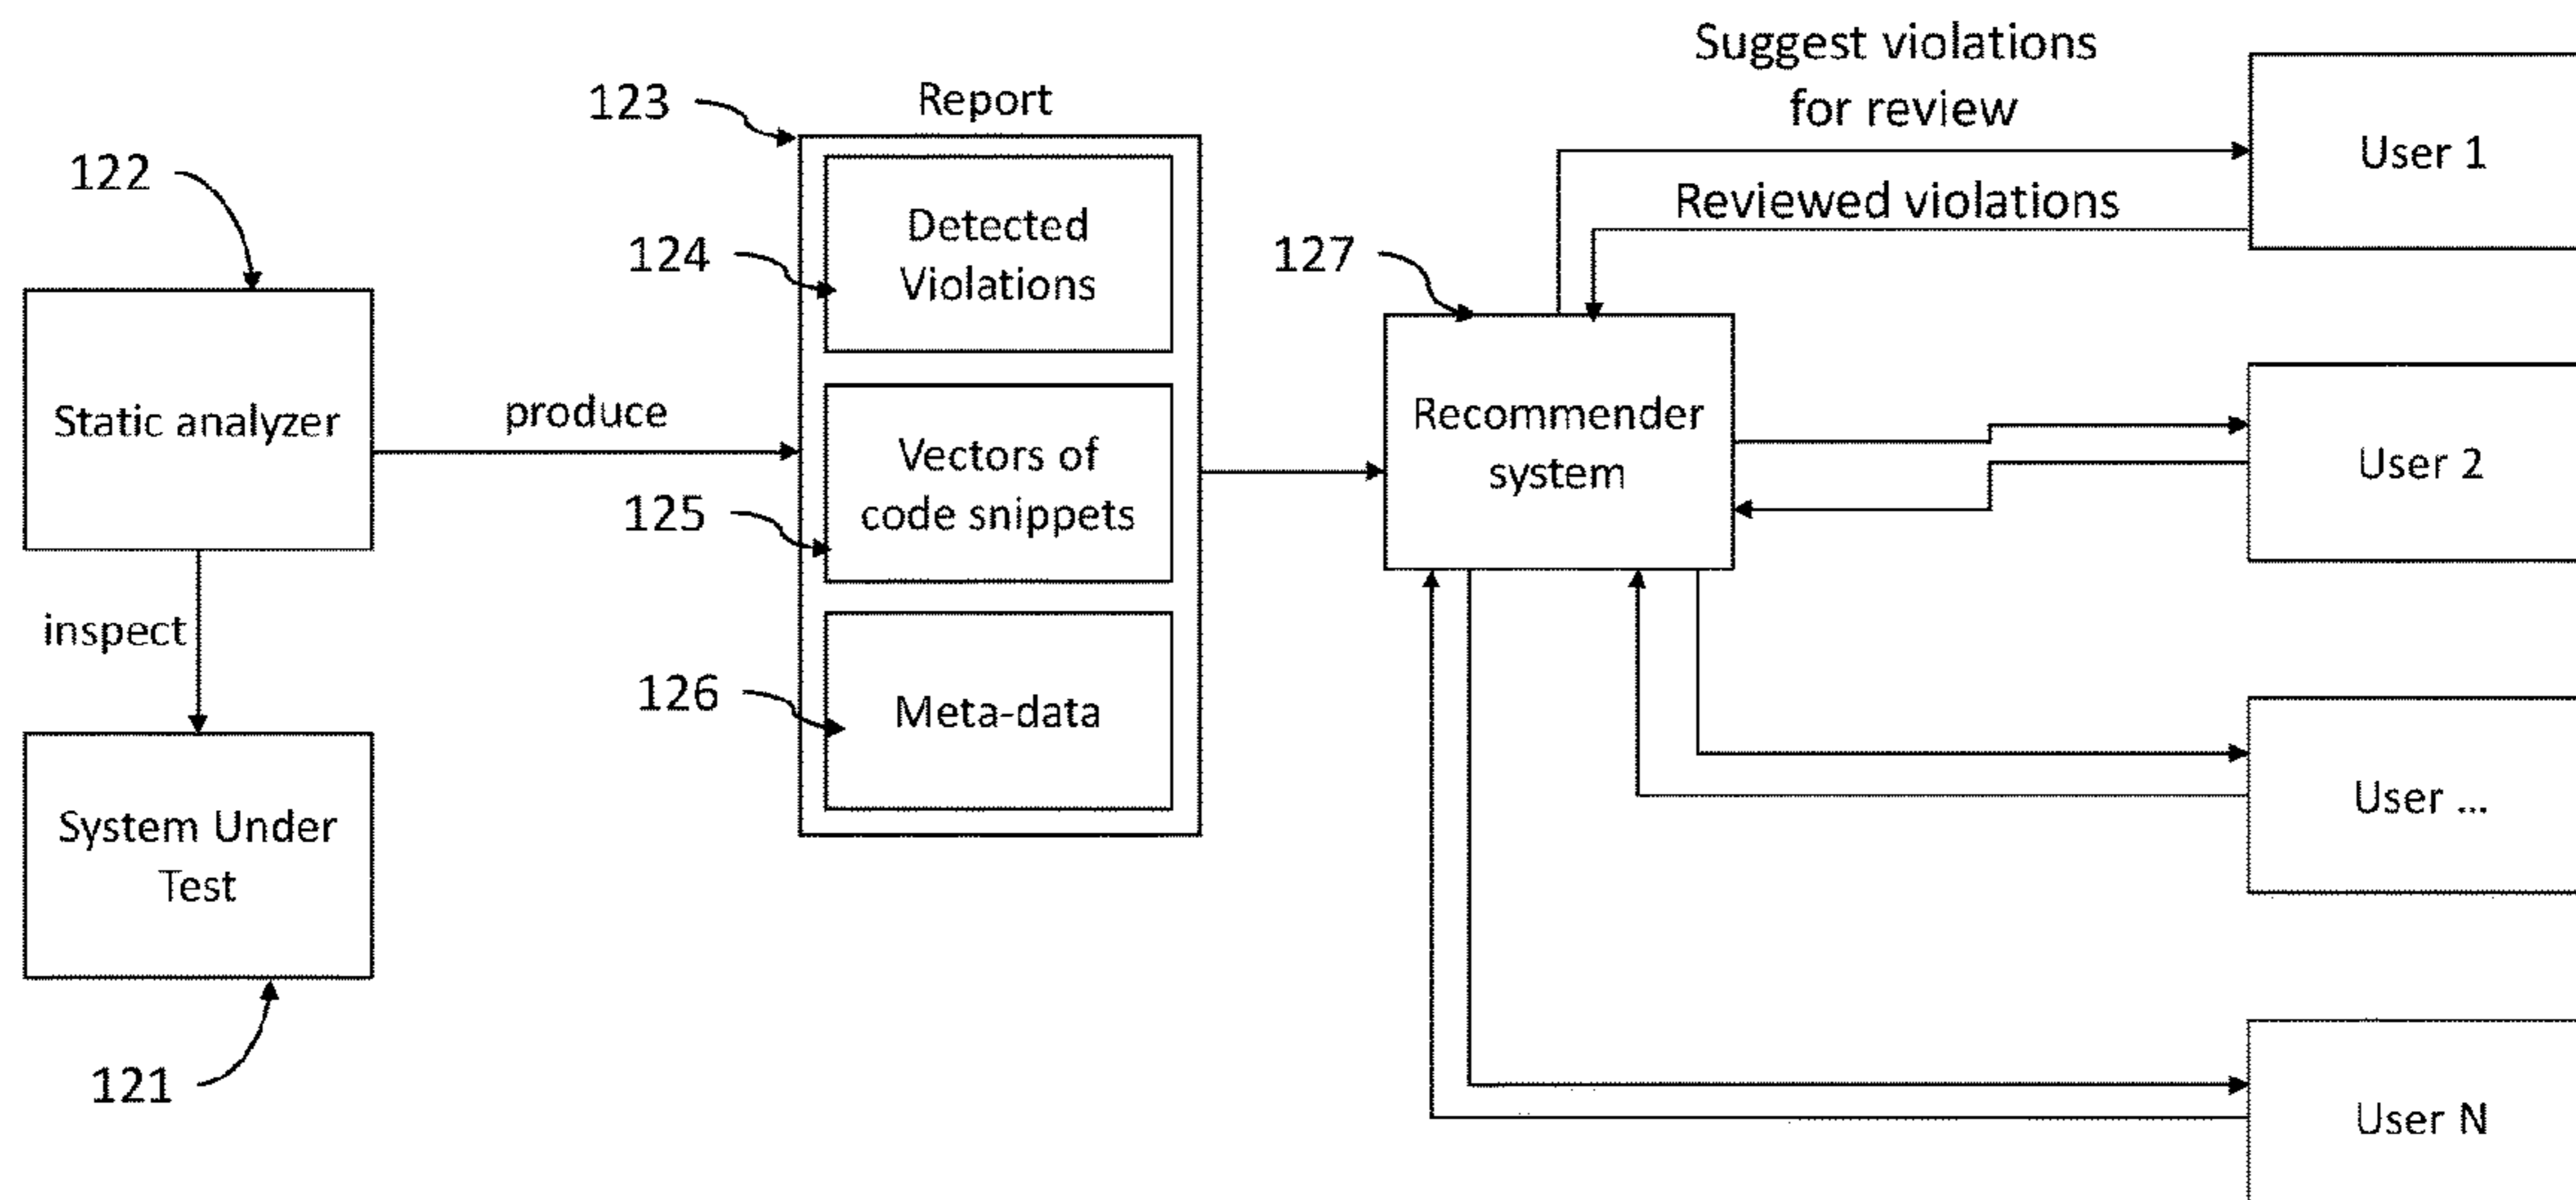 122
Static analyzer
inspect
System Under
Test
121
produce
123
Report
124
Detected
Violations
125
Vectors of
code snippets
126
Meta-data
127
Recommender
system
Suggest violations
for review
Reviewed violations
User 1
User 2
User ...
User N